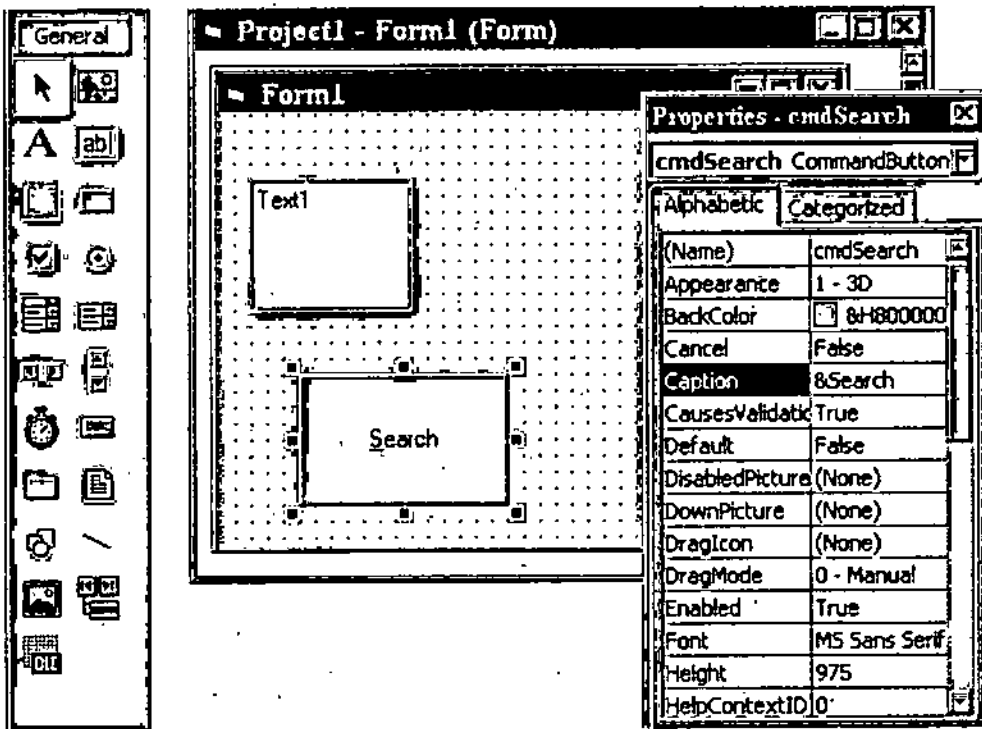 General
Project1 - Form1 (Form)
Form1
Text1
Search
Properties - cmdSearch
cmdSearch CommandButton
Alphabetic Categorized
(Name) cmdSearch
Appearance 1 - 3D
BackColor &H800000
Cancel False
Caption &Search
CausesValidatic True
Default False
DisabledPicture (None)
DownPicture (None)
DragIcon (None)
DragMode 0 - Manual
Enabled True
Font MS Sans Serif
Height 975
HelpContextID 0
A
ab